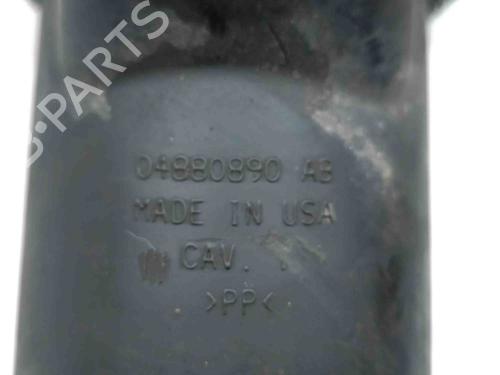 B-PARTS
04880890 AB
MADE IN USA
CAV.
>PP<